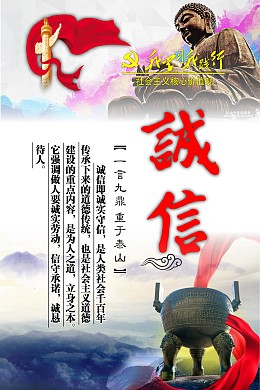 社会主义核心价值观
誠信
【一言九鼎 重于泰山】
诚信即诚实守信，是人类社会千百年
传承下来的道德传统，也是社会主义道德
建设的重点内容，是为人之道，立身之本。
它强调做人要诚实劳动，信守承诺，诚恳
待人。